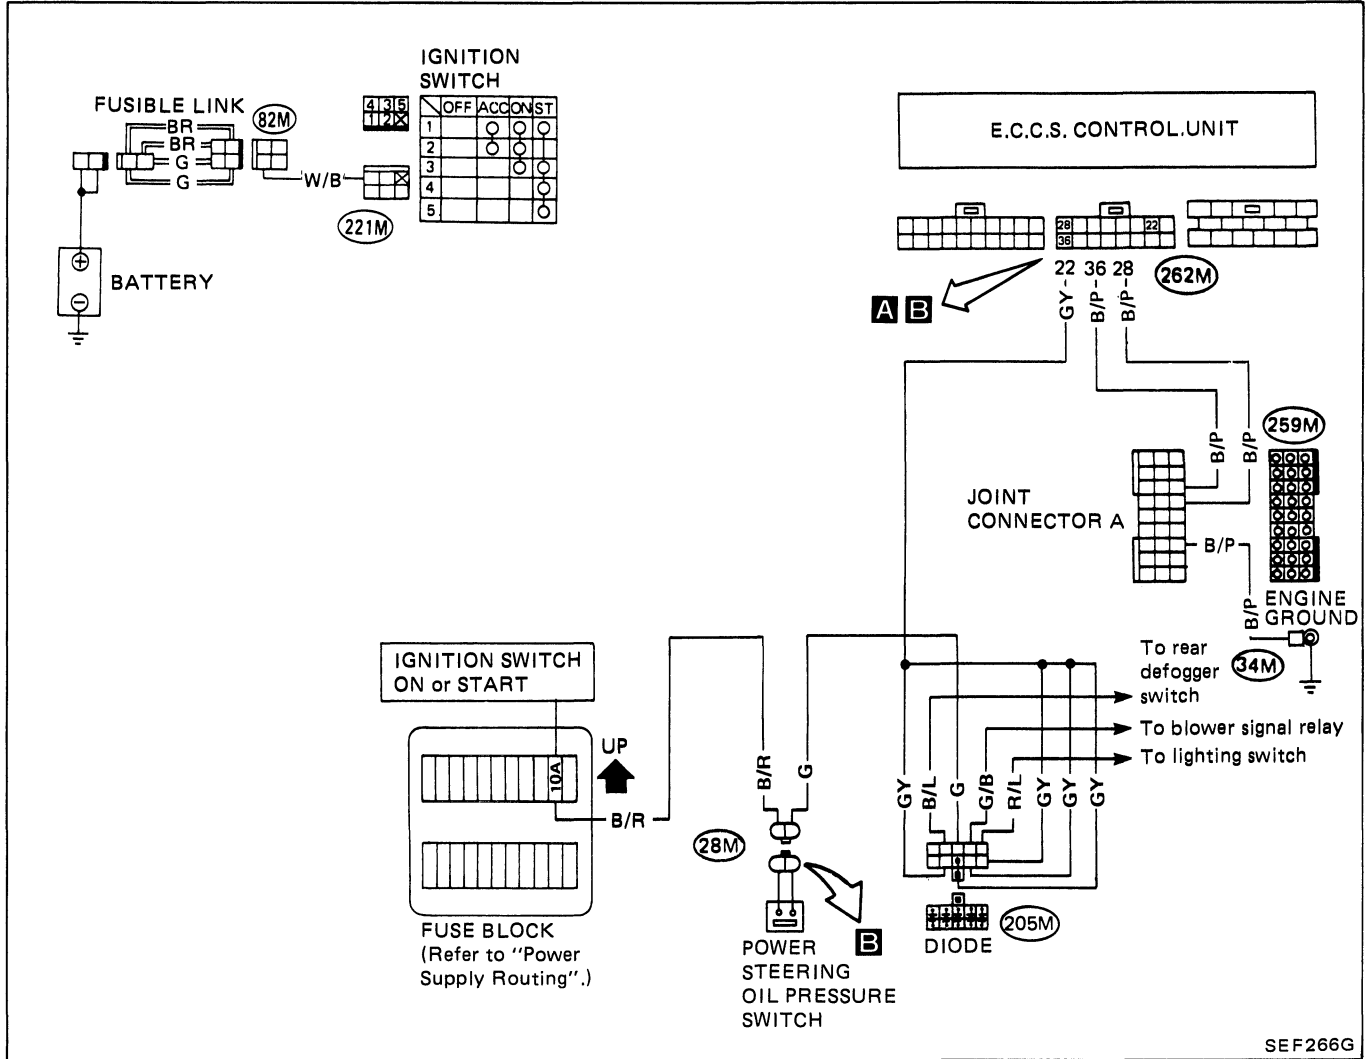 IGNITION
SWITCH
FUSIBLE LINK
82M
BR
BR
G
G
W/B
4 3 5
1 2
OFF ACC ON ST
1
2
3
4
5
221M
BATTERY
E.C.C.S. CONTROL.UNIT
28 22
36
22 36 28
262M
A B
GY
B/P
B/P
259M
B/P
B/P
JOINT
CONNECTOR A
B/P
B/P
ENGINE
GROUND
34M
To rear
defogger
switch
To blower signal relay
To lighting switch
IGNITION SWITCH
ON or START
UP
10A
B/R
B/R
G
GY
B/L
G
G/B
R/L
GY
GY
GY
28M
B
205M
DIODE
FUSE BLOCK
(Refer to "Power
Supply Routing".)
POWER
STEERING
OIL PRESSURE
SWITCH
SEF266G